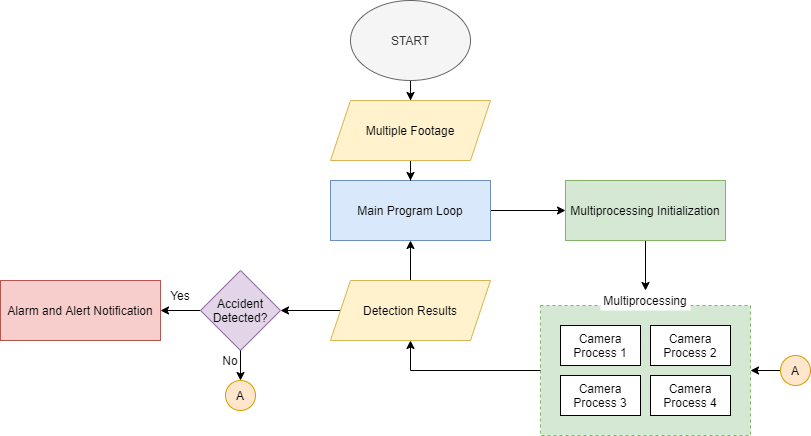 START
Multiple Footage
Main Program Loop
Multiprocessing Initialization
Alarm and Alert Notification
Yes
Accident
Detected?
No
A
Detection Results
Multiprocessing
Camera
Process 1
Camera
Process 2
Camera
Process 3
Camera
Process 4
A